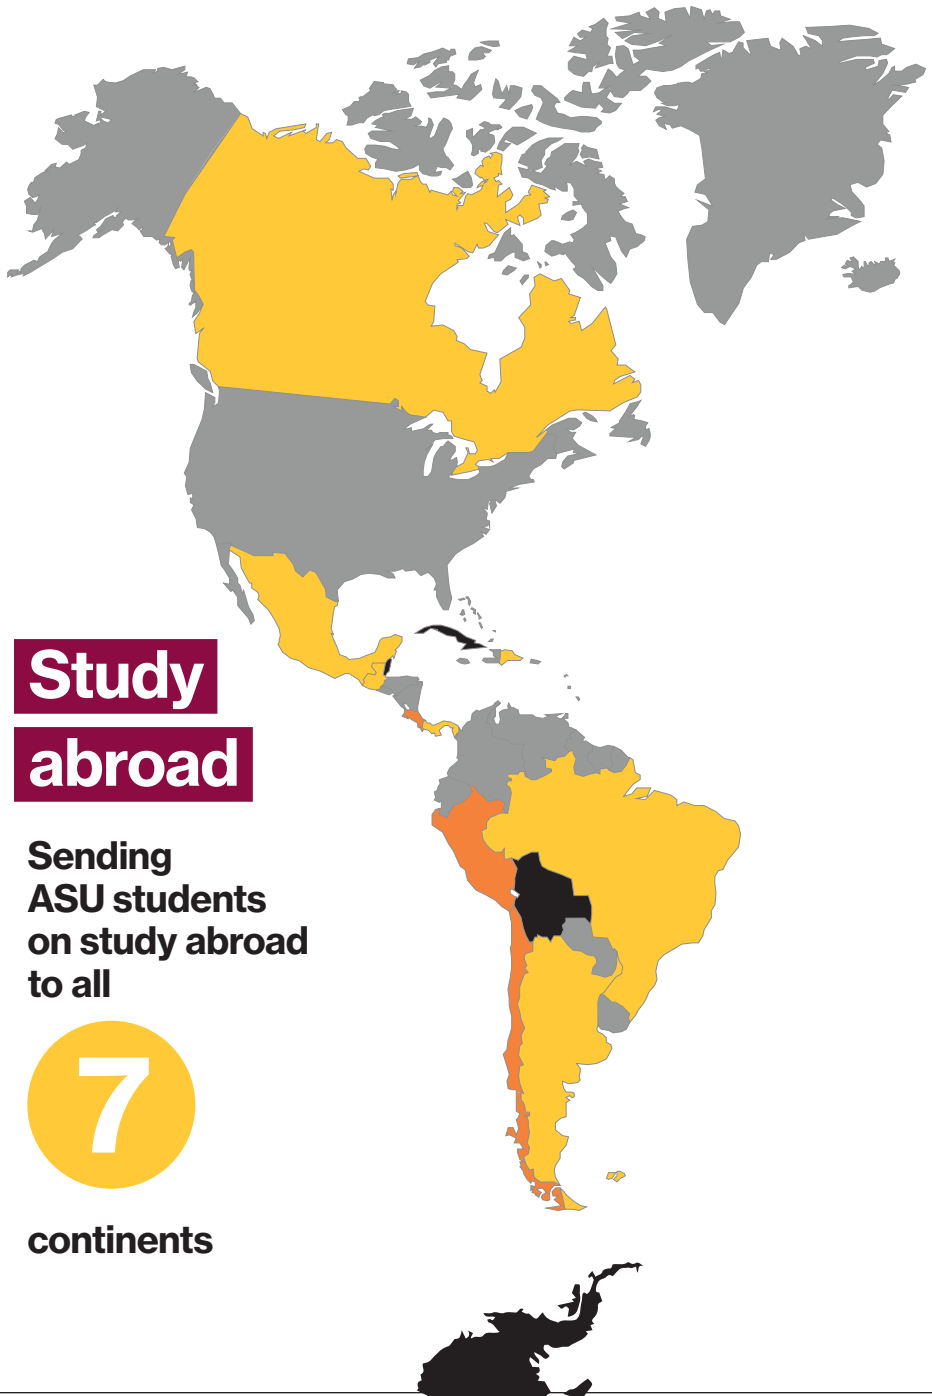 Study
abroad
Sending
ASU students
on study abroad
to all
7
continents